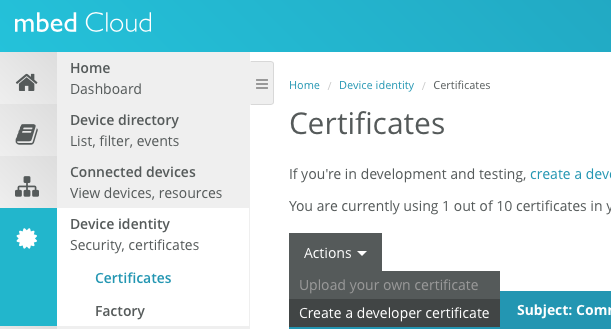 mbed Cloud
Home
Dashboard
Device directory
List, filter, events
Connected devices
View devices, resources
Device identity
Security, certificates
Certificates
Factory
Home / Device identity / Certificates
Certificates
If you're in development and testing, create a
You are currently using 1 out of 10 certificates in
Actions
Upload your own certificate
Create a developer certificate
Subject: